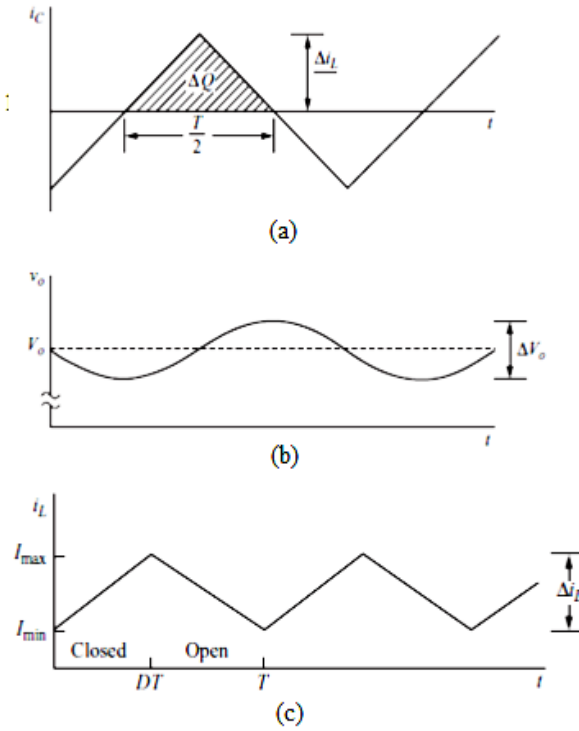 i_C
Δi_L
ΔQ
T
2
t
(a)
v_o
V_o
ΔV_o
t
(b)
i_L
I_max
Δi_L
I_min
Closed Open
DT T t
(c)